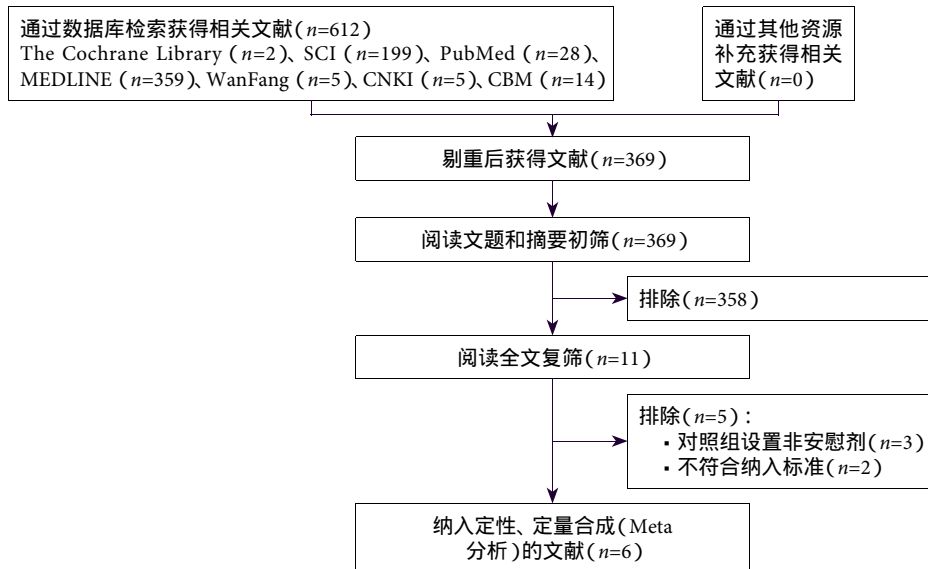 通过数据库检索获得相关文献(n=612)
The Cochrane Library (n=2)、SCI (n=199)、PubMed (n=28)、
MEDLINE (n=359)、WanFang (n=5)、CNKI (n=5)、CBM (n=14)
通过其他资源
补充获得相关
文献(n=0)
剔重后获得文献(n=369)
阅读文题和摘要初筛(n=369)
排除(n=358)
阅读全文复筛(n=11)
排除(n=5)：
▪ 对照组设置非安慰剂(n=3)
▪ 不符合纳入标准(n=2)
纳入定性、定量合成(Meta
分析)的文献(n=6)